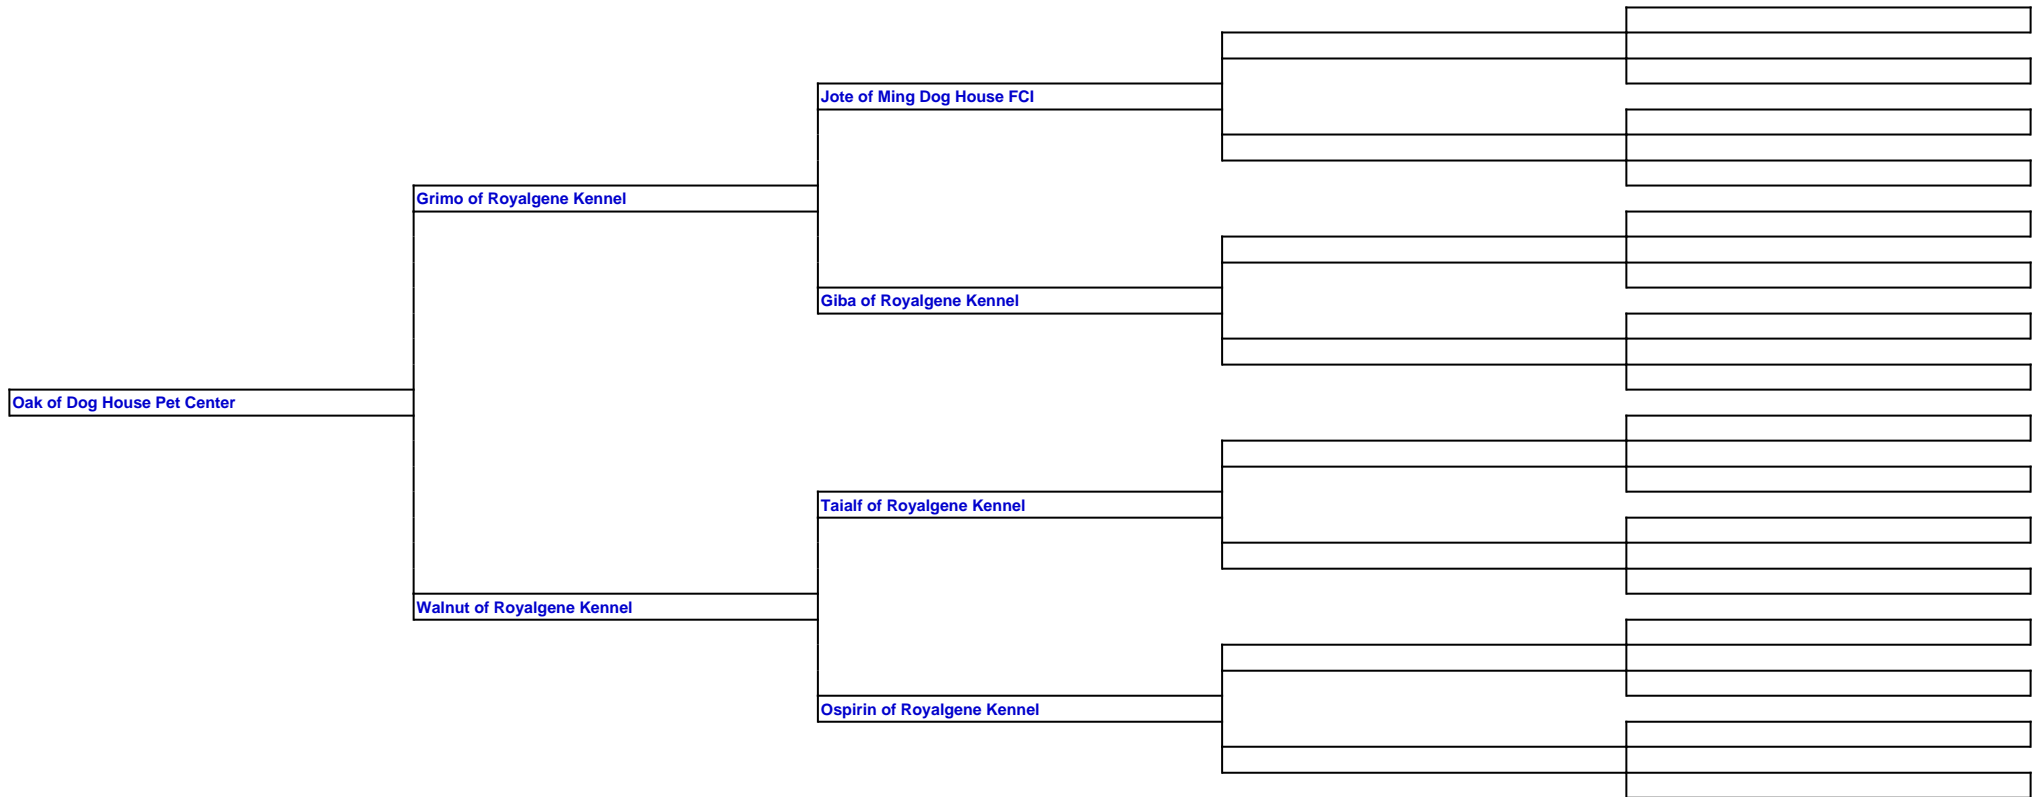 Jote of Ming Dog House FCI
Grimo of Royalgene Kennel
Giba of Royalgene Kennel
Oak of Dog House Pet Center
Taialf of Royalgene Kennel
Walnut of Royalgene Kennel
Ospirin of Royalgene Kennel